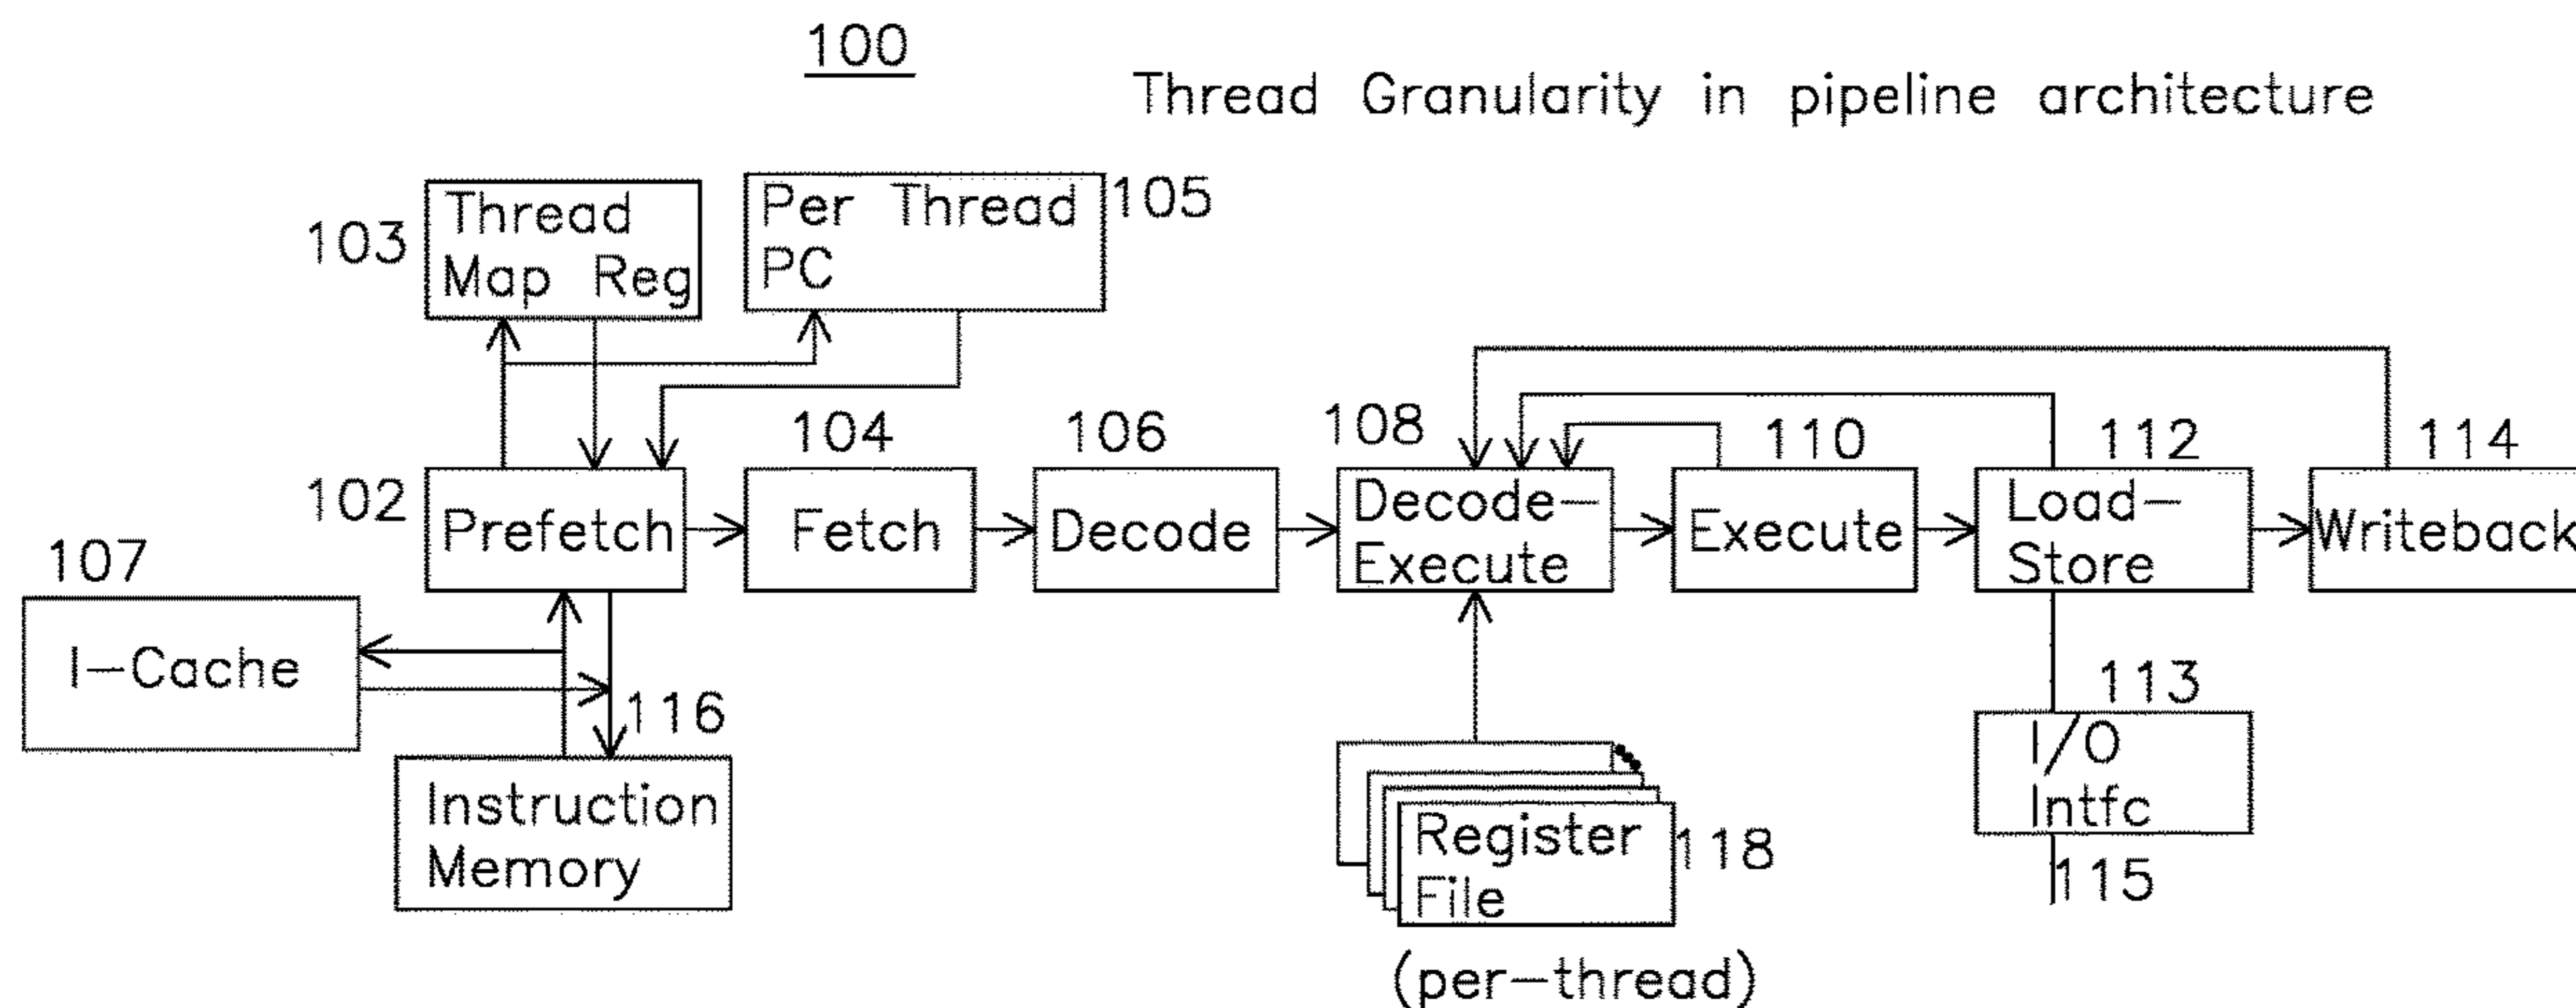 100
Thread Granularity in pipeline architecture
103
Thread
Map Reg
Per Thread
PC
105
102
Prefetch
104
Fetch
106
Decode
108
Decode-
Execute
110
Execute
112
Load-
Store
114
Writeback
107
I-Cache
116
Instruction
Memory
Register
File
118
(per-thread)
113
I/O
Intfc
115